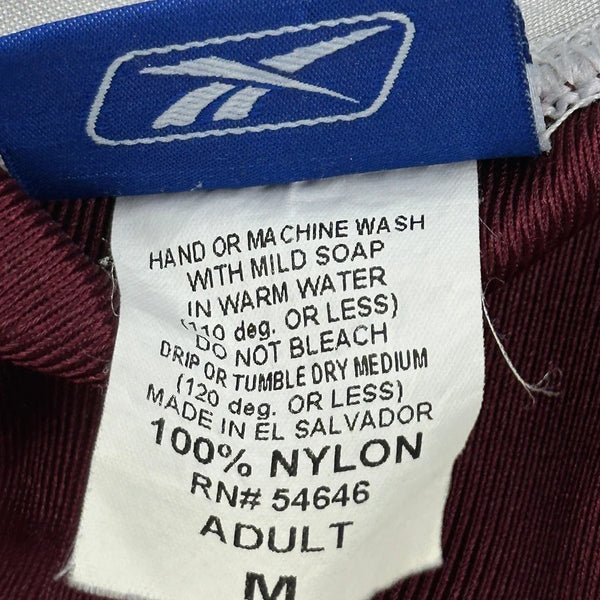 HAND OR MACHINE WASH
WITH MILD SOAP
IN WARM WATER
(110 deg. OR LESS)
DO NOT BLEACH
DRIP OR TUMBLE DRY MEDIUM
(120 deg. OR LESS)
MADE IN EL SALVADOR
100% NYLON
RN# 54646
ADULT
M